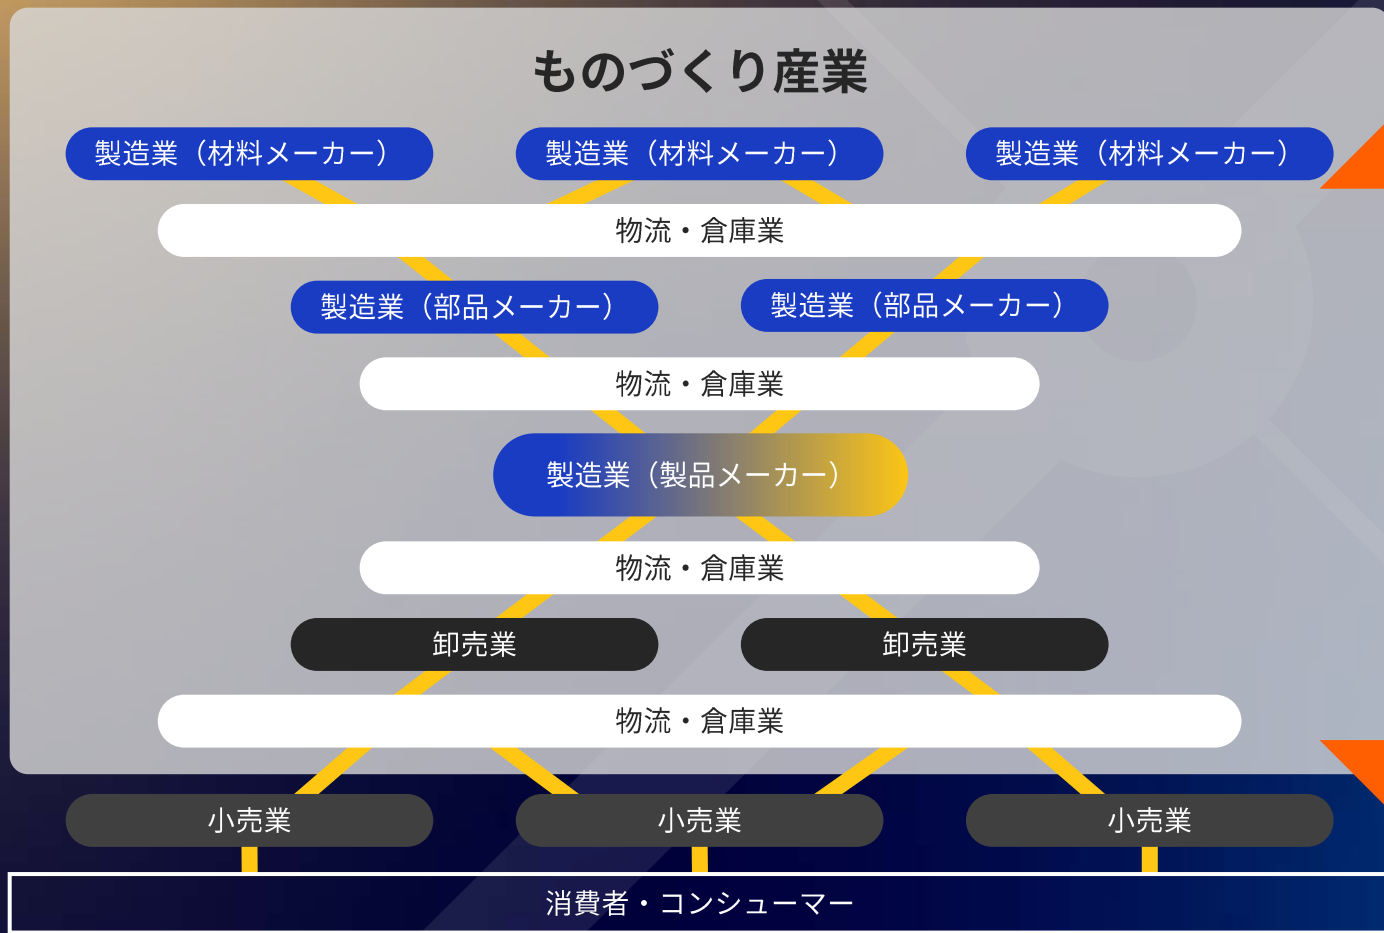 ものづくり産業
製造業（材料メーカー）
製造業（材料メーカー）
製造業（材料メーカー）
物流・倉庫業
製造業（部品メーカー）
製造業（部品メーカー）
物流・倉庫業
製造業（製品メーカー）
物流・倉庫業
卸売業
卸売業
物流・倉庫業
小売業
小売業
小売業
消費者・コンシューマー